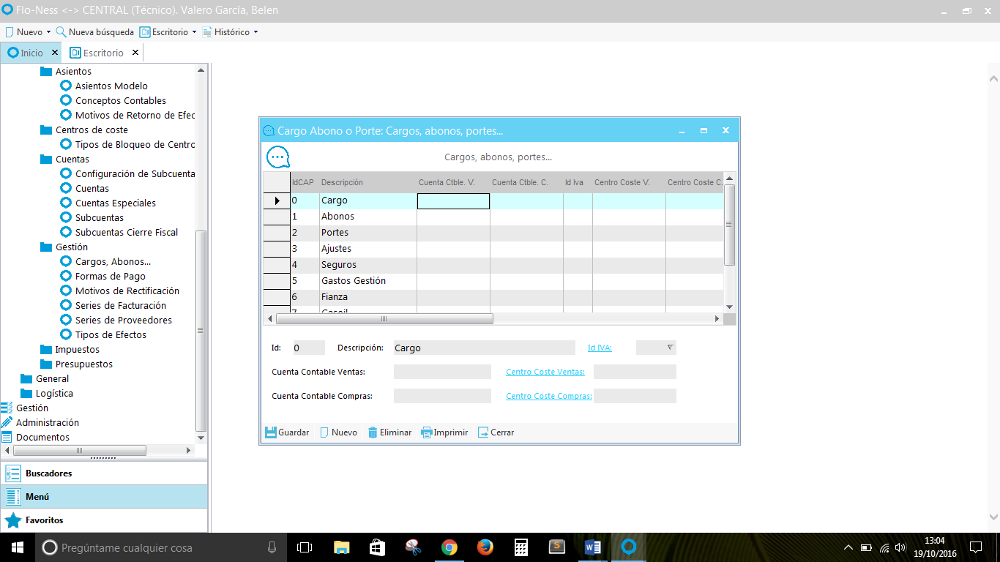 Flo-Ness <-> CENTRAL (Técnico). Valero García, Belen
Nuevo Nueva búsqueda Escritorio Histórico
Inicio Escritorio
Asientos
Asientos Modelo
Conceptos Contables
Motivos de Retorno de Efec
Centros de coste
Tipos de Bloqueo de Centro
Cuentas
Configuración de Subcuenta
Cuentas
Cuentas Especiales
Subcuentas
Subcuentas Cierre Fiscal
Gestión
Cargos, Abonos...
Formas de Pago
Motivos de Rectificación
Series de Facturación
Series de Proveedores
Tipos de Efectos
Impuestos
Presupuestos
General
Logística
Gestión
Administración
Documentos
Buscadores
Menú
Favoritos
Cargo Abono o Porte: Cargos, abonos, portes...
Cargos, abonos, portes...
IdCAP Descripción Cuenta Ctble. V. Cuenta Ctble. C. Id Iva Centro Coste V. Centro Coste C.
0 Cargo
1 Abonos
2 Portes
3 Ajustes
4 Seguros
5 Gastos Gestión
6 Fianza
7 Gasoil
Id: 0 Descripción: Cargo Id IVA:
Cuenta Contable Ventas: Centro Coste Ventas:
Cuenta Contable Compras: Centro Coste Compras:
Guardar Nuevo Eliminar Imprimir Cerrar
Pregúntame cualquier cosa
13:04
19/10/2016